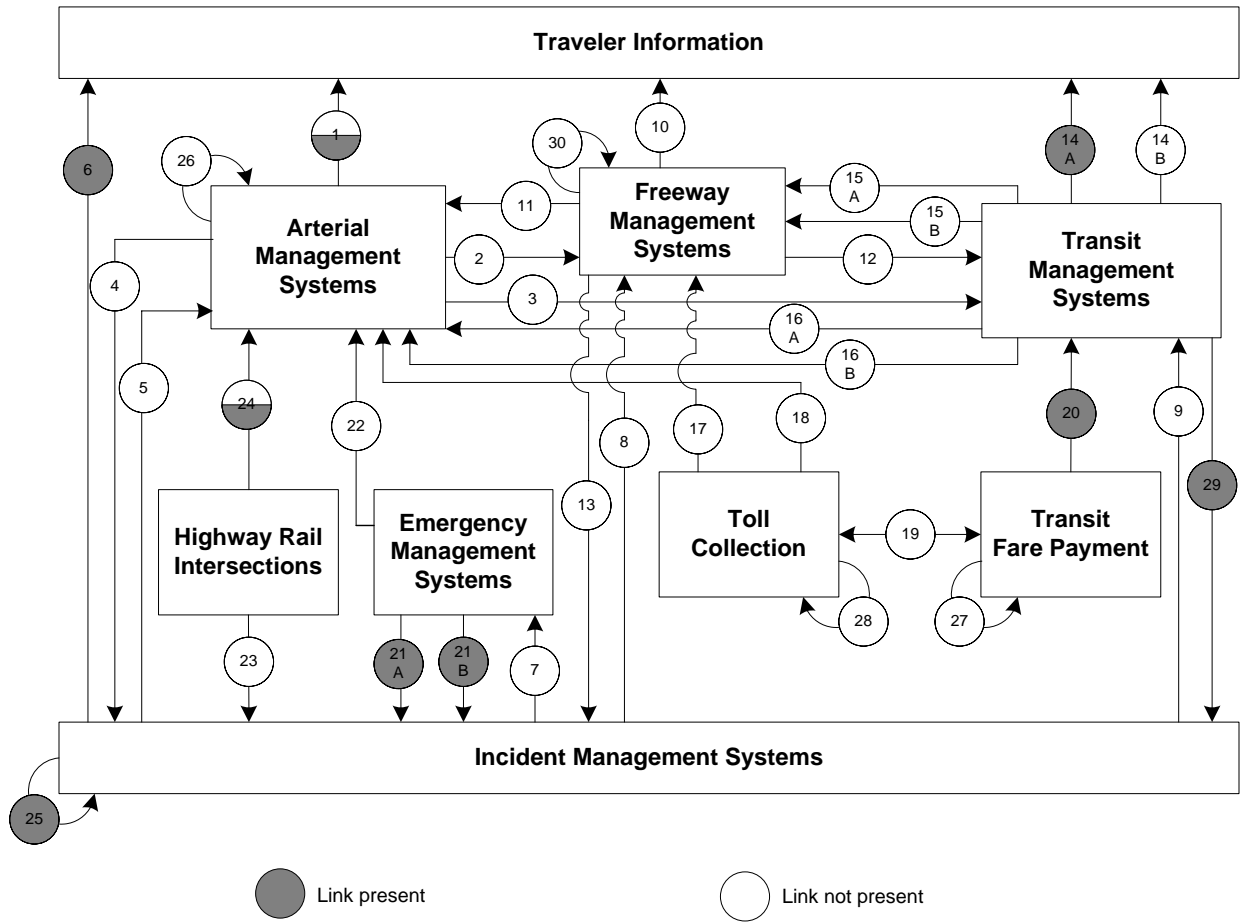 Traveler Information
1
10
14
A
14
B
6
26
30
15
A
11
15
B
Freeway
Management
Systems
Arterial
Management
Systems
Transit
Management
Systems
4
2
12
3
16
A
16
B
5
24
22
8
17
18
20
9
13
29
Highway Rail
Intersections
Emergency
Management
Systems
Toll
Collection
19
Transit
Fare Payment
28
27
23
21
A
21
B
7
Incident Management Systems
25
Link present
Link not present